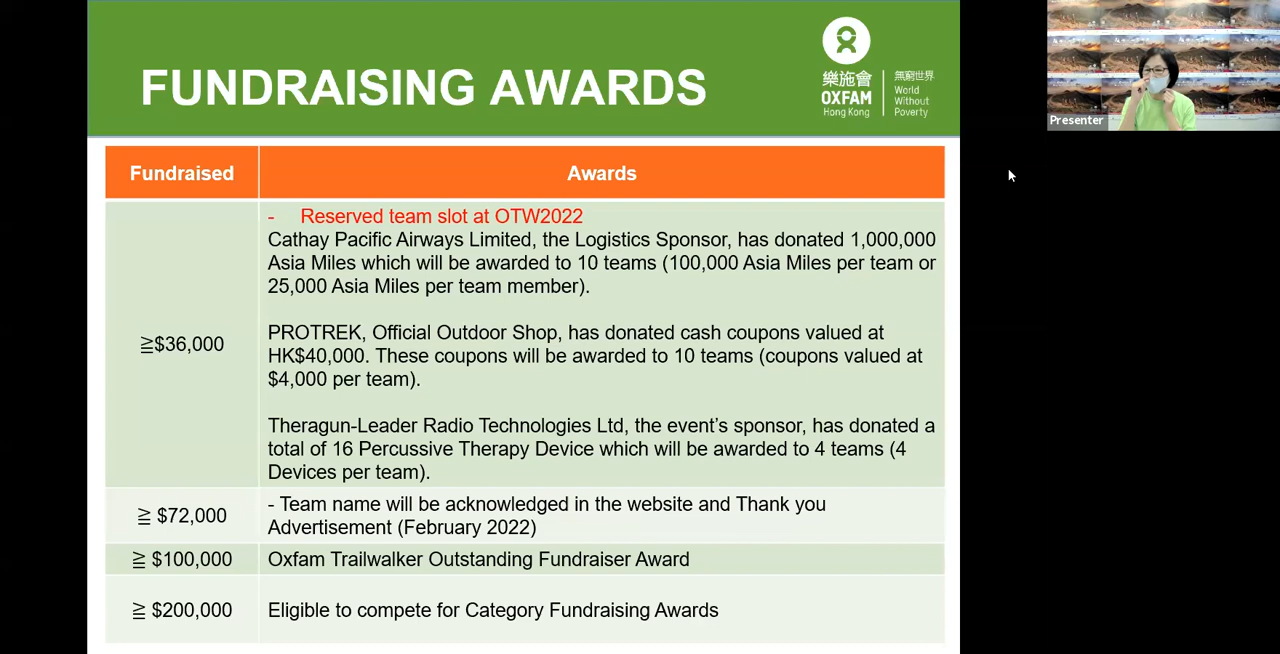 FUNDRAISING AWARDS
樂施會
OXFAM
Hong Kong
無窮世界
World
Without
Poverty
Presenter
Fundraised
Awards
≧$36,000
- Reserved team slot at OTW2022
Cathay Pacific Airways Limited, the Logistics Sponsor, has donated 1,000,000
Asia Miles which will be awarded to 10 teams (100,000 Asia Miles per team or
25,000 Asia Miles per team member).
PROTREK, Official Outdoor Shop, has donated cash coupons valued at
HK$40,000. These coupons will be awarded to 10 teams (coupons valued at
$4,000 per team).
Theragun-Leader Radio Technologies Ltd, the event’s sponsor, has donated a
total of 16 Percussive Therapy Device which will be awarded to 4 teams (4
Devices per team).
≧ $72,000
- Team name will be acknowledged in the website and Thank you
Advertisement (February 2022)
≧ $100,000
Oxfam Trailwalker Outstanding Fundraiser Award
≧ $200,000
Eligible to compete for Category Fundraising Awards